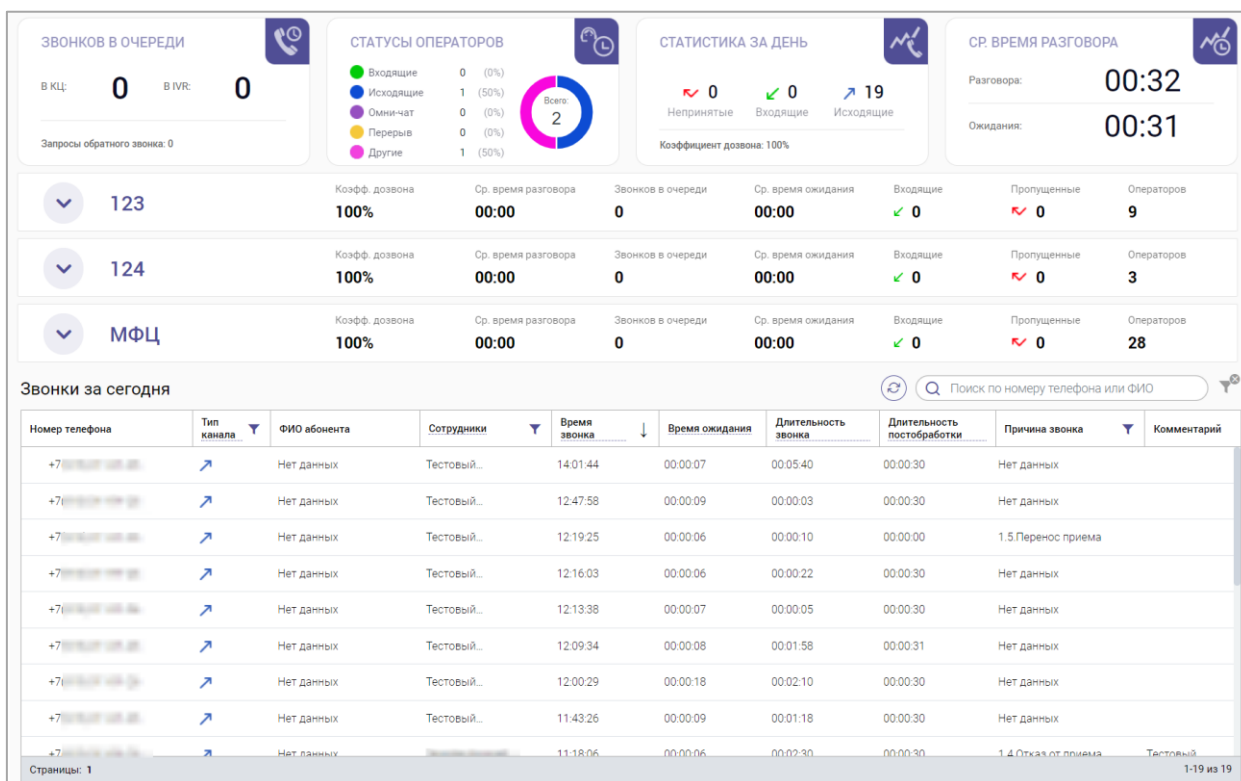 ЗВОНКОВ В ОЧЕРЕДИ
В КЦ: 0 В IVR: 0
Запросы обратного звонка: 0
СТАТУСЫ ОПЕРАТОРОВ
Входящие 0 (0%)
Исходящие 1 (50%)
Омни-чат 0 (0%)
Перерыв 0 (0%)
Другие 1 (50%)
Всего:
2
СТАТИСТИКА ЗА ДЕНЬ
0 0 19
Непринятые Входящие Исходящие
Коэффициент дозвона: 100%
СР. ВРЕМЯ РАЗГОВОРА
Разговора: 00:32
Ожидания: 00:31
123
Коэфф. дозвона Ср. время разговора Звонков в очереди Ср. время ожидания Входящие Пропущенные Операторов
100% 00:00 0 00:00 0 0 9
124
Коэфф. дозвона Ср. время разговора Звонков в очереди Ср. время ожидания Входящие Пропущенные Операторов
100% 00:00 0 00:00 0 0 3
МФЦ
Коэфф. дозвона Ср. время разговора Звонков в очереди Ср. время ожидания Входящие Пропущенные Операторов
100% 00:00 0 00:00 0 0 28
Звонки за сегодня
Поиск по номеру телефона или ФИО
Номер телефона Тип канала ФИО абонента Сотрудники Время звонка Время ожидания Длительность звонка Длительность постобработки Причина звонка Комментарий
+7 Нет данных Тестовый... 14:01:44 00:00:07 00:05:40 00:00:30 Нет данных
+7 Нет данных Тестовый... 12:47:58 00:00:09 00:00:03 00:00:30 Нет данных
+7 Нет данных Тестовый... 12:19:25 00:00:06 00:00:10 00:00:00 1.5.Перенос приема
+7 Нет данных Тестовый... 12:16:03 00:00:06 00:00:22 00:00:30 Нет данных
+7 Нет данных Тестовый... 12:13:38 00:00:07 00:00:05 00:00:30 Нет данных
+7 Нет данных Тестовый... 12:09:34 00:00:08 00:01:58 00:00:31 Нет данных
+7 Нет данных Тестовый... 12:00:29 00:00:18 00:02:10 00:00:30 Нет данных
+7 Нет данных Тестовый... 11:43:26 00:00:09 00:01:18 00:00:30 Нет данных
+7 Нет данных 11:18:06 00:00:06 00:02:30 00:00:30 1.4.Отказ от приема Тестовый
Страницы: 1 1-19 из 19